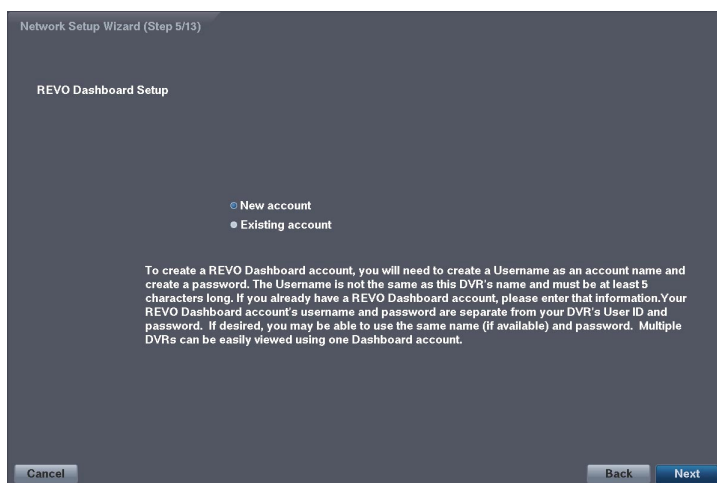 Network Setup Wizard (Step 5/13)
REVO Dashboard Setup
New account
Existing account
To create a REVO Dashboard account, you will need to create a Username as an account name and
create a password. The Username is not the same as this DVR's name and must be at least 5
characters long. If you already have a REVO Dashboard account, please enter that information.Your
REVO Dashboard account's username and password are separate from your DVR's User ID and
password.  If desired, you may be able to use the same name (if available) and password.  Multiple
DVRs can be easily viewed using one Dashboard account.
Cancel
Back
Next